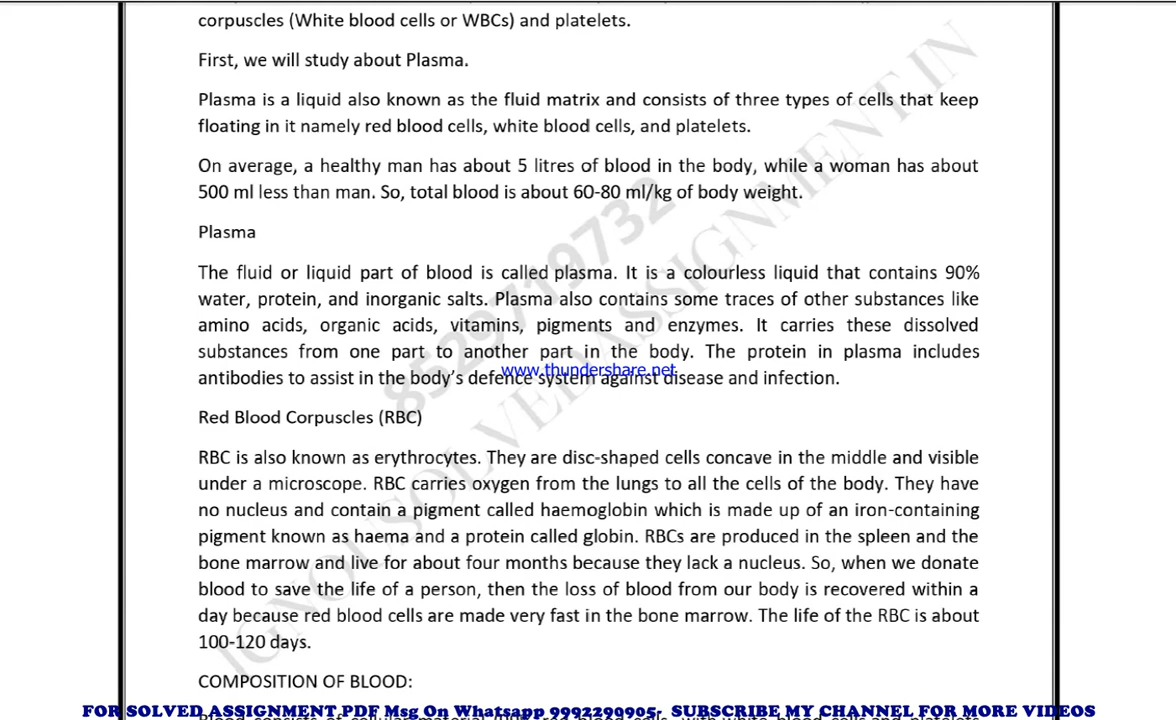 corpuscles (White blood cells or WBCs) and platelets.
First, we will study about Plasma.
Plasma is a liquid also known as the fluid matrix and consists of three types of cells that keep
floating in it namely red blood cells, white blood cells, and platelets.
On average, a healthy man has about 5 litres of blood in the body, while a woman has about
500 ml less than man. So, total blood is about 60-80 ml/kg of body weight.
Plasma
The fluid or liquid part of blood is called plasma. It is a colourless liquid that contains 90%
water, protein, and inorganic salts. Plasma also contains some traces of other substances like
amino acids, organic acids, vitamins, pigments and enzymes. It carries these dissolved
substances from one part to another part in the body. The protein in plasma includes
www.thundershare.net
antibodies to assist in the body's defence system against disease and infection.
Red Blood Corpuscles (RBC)
RBC is also known as erythrocytes. They are disc-shaped cells concave in the middle and visible
under a microscope. RBC carries oxygen from the lungs to all the cells of the body. They have
no nucleus and contain a pigment called haemoglobin which is made up of an iron-containing
pigment known as haema and a protein called globin. RBCs are produced in the spleen and the
bone marrow and live for about four months because they lack a nucleus. So, when we donate
blood to save the life of a person, then the loss of blood from our body is recovered within a
day because red blood cells are made very fast in the bone marrow. The life of the RBC is about
100-120 days.
COMPOSITION OF BLOOD:
FOR SOLVED ASSIGNMENT PDF Msg On Whatsapp 9992290905- SUBSCRIBE MY CHANNEL FOR MORE VIDEOS
8529719732
IGNOUSOLVEDASSIGNMENT.IN